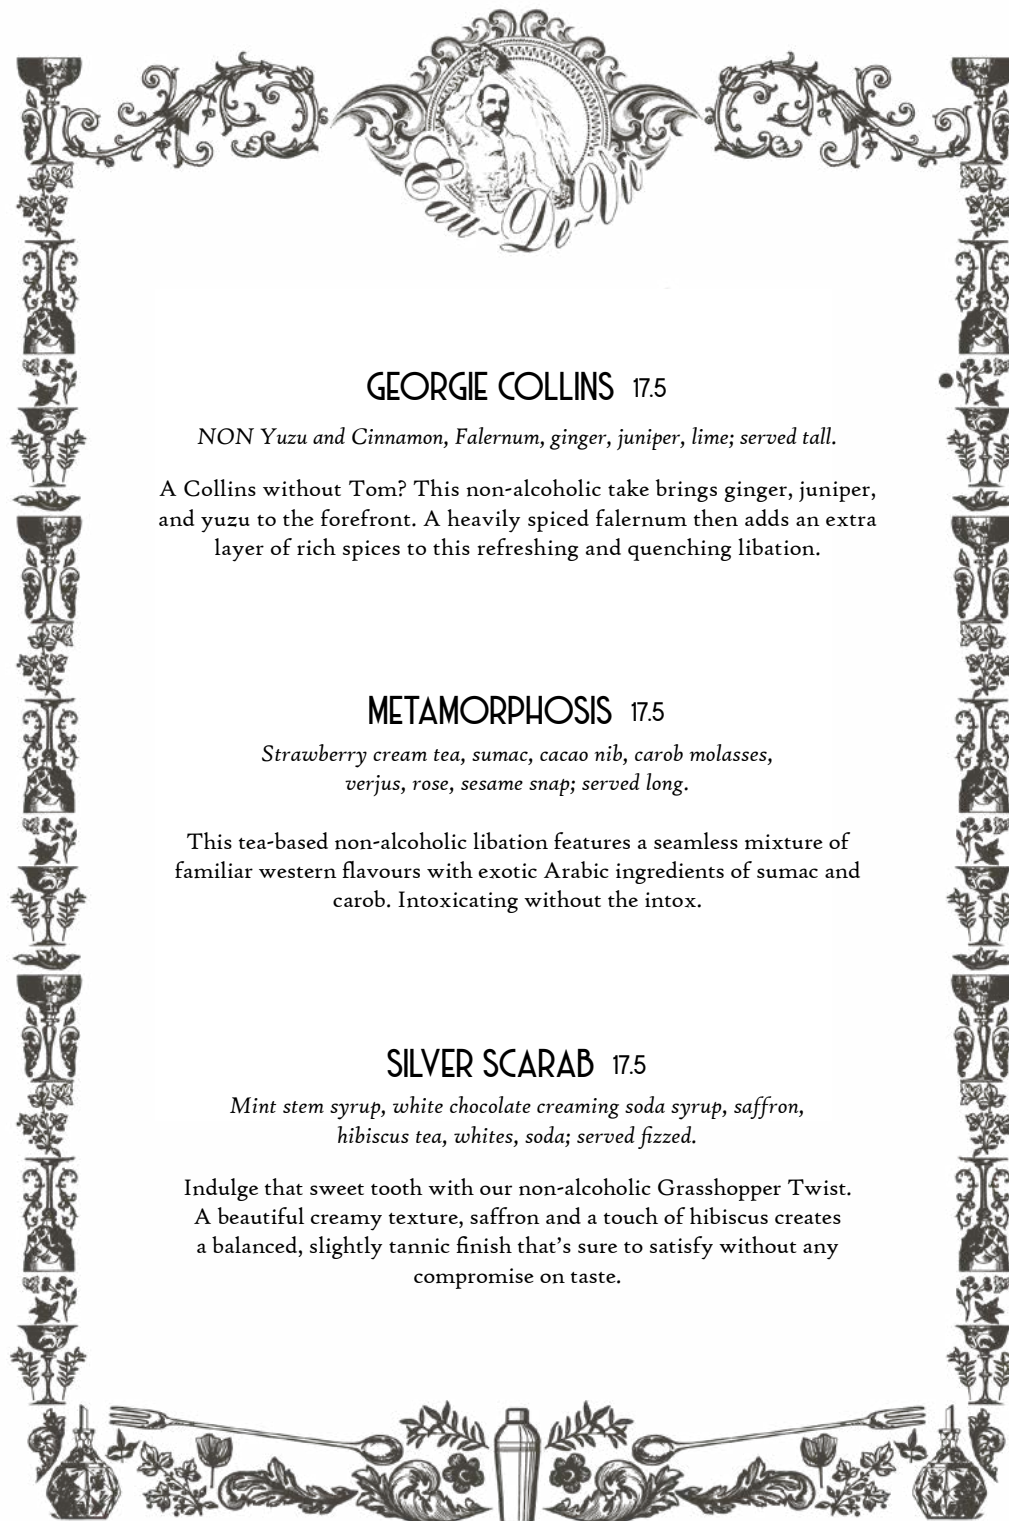 Eau-De-Vie
GEORGIE COLLINS 17.5
NON Yuzu and Cinnamon, Falernum, ginger, juniper, lime; served tall.
A Collins without Tom? This non-alcoholic take brings ginger, juniper,
and yuzu to the forefront. A heavily spiced falernum then adds an extra
layer of rich spices to this refreshing and quenching libation.
METAMORPHOSIS 17.5
Strawberry cream tea, sumac, cacao nib, carob molasses,
verjus, rose, sesame snap; served long.
This tea-based non-alcoholic libation features a seamless mixture of
familiar western flavours with exotic Arabic ingredients of sumac and
carob. Intoxicating without the intox.
SILVER SCARAB 17.5
Mint stem syrup, white chocolate creaming soda syrup, saffron,
hibiscus tea, whites, soda; served fizzed.
Indulge that sweet tooth with our non-alcoholic Grasshopper Twist.
A beautiful creamy texture, saffron and a touch of hibiscus creates
a balanced, slightly tannic finish that's sure to satisfy without any
compromise on taste.